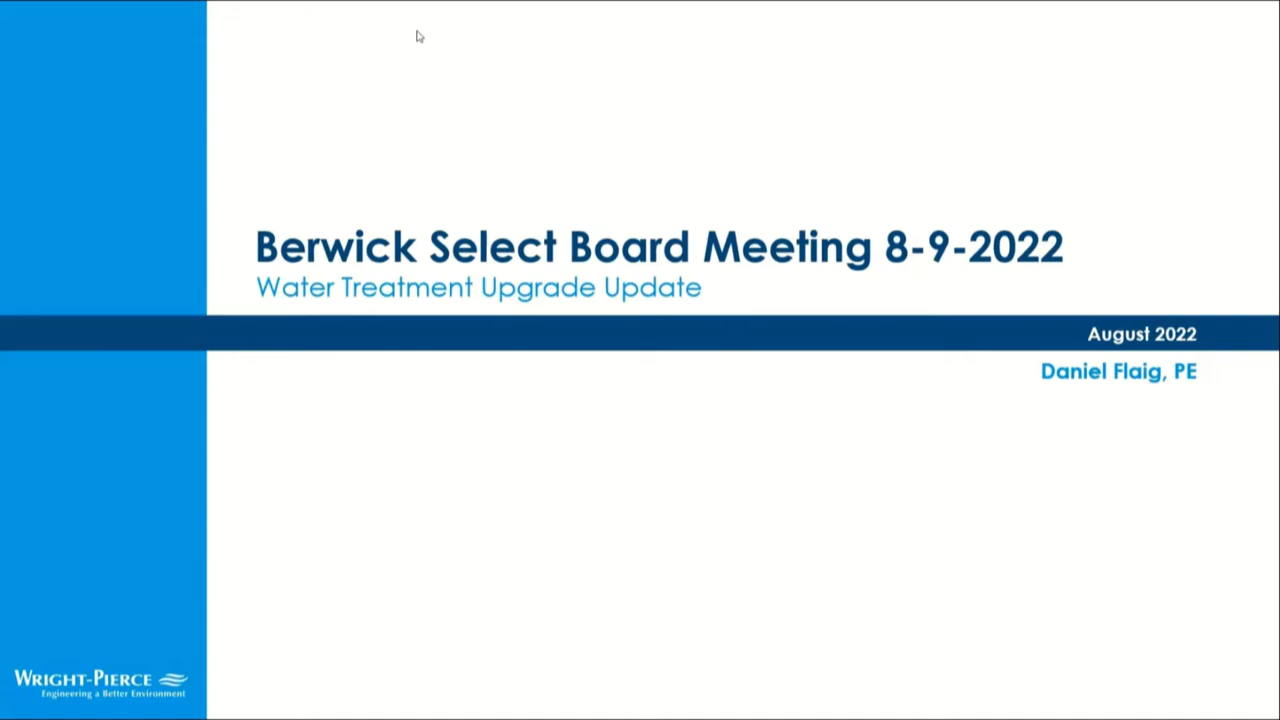 Berwick Select Board Meeting 8-9-2022
Water Treatment Upgrade Update
August 2022
Daniel Flaig, PE
WRIGHT-PIERCE
Engineering a Better Environment